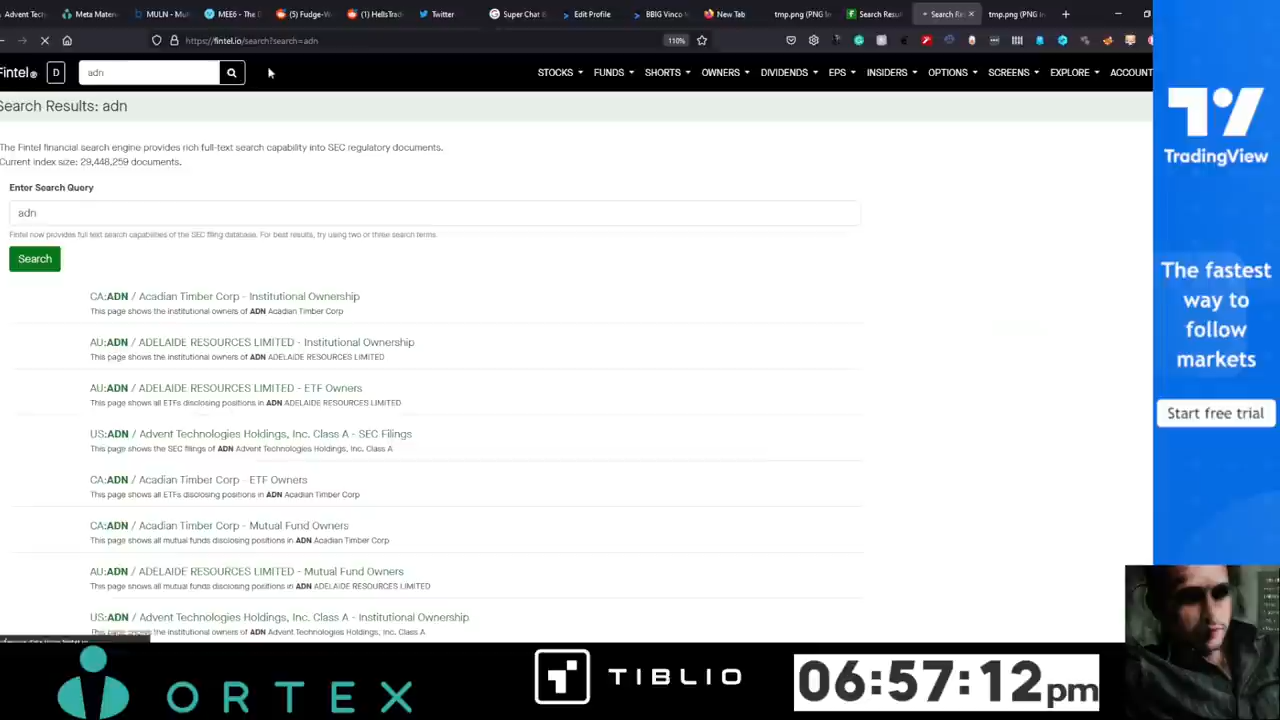 Advent Tech
Meta Mater
MULN - Mul
MEE6 - The D
(5) Fudge-W
(1) HellsTrad
Twitter
Super Chat &
Edit Profile
BBIG Vinco
New Tab
tmp.png (PNG Im
Search Resul
Search Re
tmp.png (PNG Im
https://fintel.io/search?search=adn
110%
Fintel® D adn STOCKS FUNDS SHORTS OWNERS DIVIDENDS EPS INSIDERS OPTIONS SCREENS EXPLORE ACCOUNT
Search Results: adn
The Fintel financial search engine provides rich full-text search capability into SEC regulatory documents.
Current index size: 29,448,259 documents.
Enter Search Query
adn
Fintel now provides full text search capabilities of the SEC filing database. For best results, try using two or three search terms.
Search
CA:ADN / Acadian Timber Corp - Institutional Ownership
This page shows the institutional owners of ADN Acadian Timber Corp
AU:ADN / ADELAIDE RESOURCES LIMITED - Institutional Ownership
This page shows the institutional owners of ADN ADELAIDE RESOURCES LIMITED
AU:ADN / ADELAIDE RESOURCES LIMITED - ETF Owners
This page shows all ETFs disclosing positions in ADN ADELAIDE RESOURCES LIMITED
US:ADN / Advent Technologies Holdings, Inc. Class A - SEC Filings
This page shows the SEC filings of ADN Advent Technologies Holdings, Inc. Class A
CA:ADN / Acadian Timber Corp - ETF Owners
This page shows all ETFs disclosing positions in ADN Acadian Timber Corp
CA:ADN / Acadian Timber Corp - Mutual Fund Owners
This page shows all mutual funds disclosing positions in ADN Acadian Timber Corp
AU:ADN / ADELAIDE RESOURCES LIMITED - Mutual Fund Owners
This page shows all mutual funds disclosing positions in ADN ADELAIDE RESOURCES LIMITED
US:ADN / Advent Technologies Holdings, Inc. Class A - Institutional Ownership
This page shows the institutional owners of ADN Advent Technologies Holdings, Inc. Class A
TradingView
The fastest
way to
follow
markets
Start free trial
ORTEX
TIBLIO
06:57:12pm